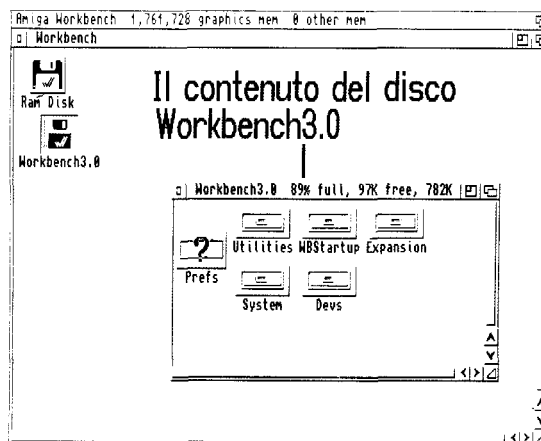 Amiga Workbench 1,761,728 graphics mem 0 other mem
Workbench
Ram Disk
Workbench3.0
Il contenuto del disco
Workbench3.0
Workbench3.0 89% full, 97K free, 782K
Prefs
Utilities WBStartup Expansion
System Devs